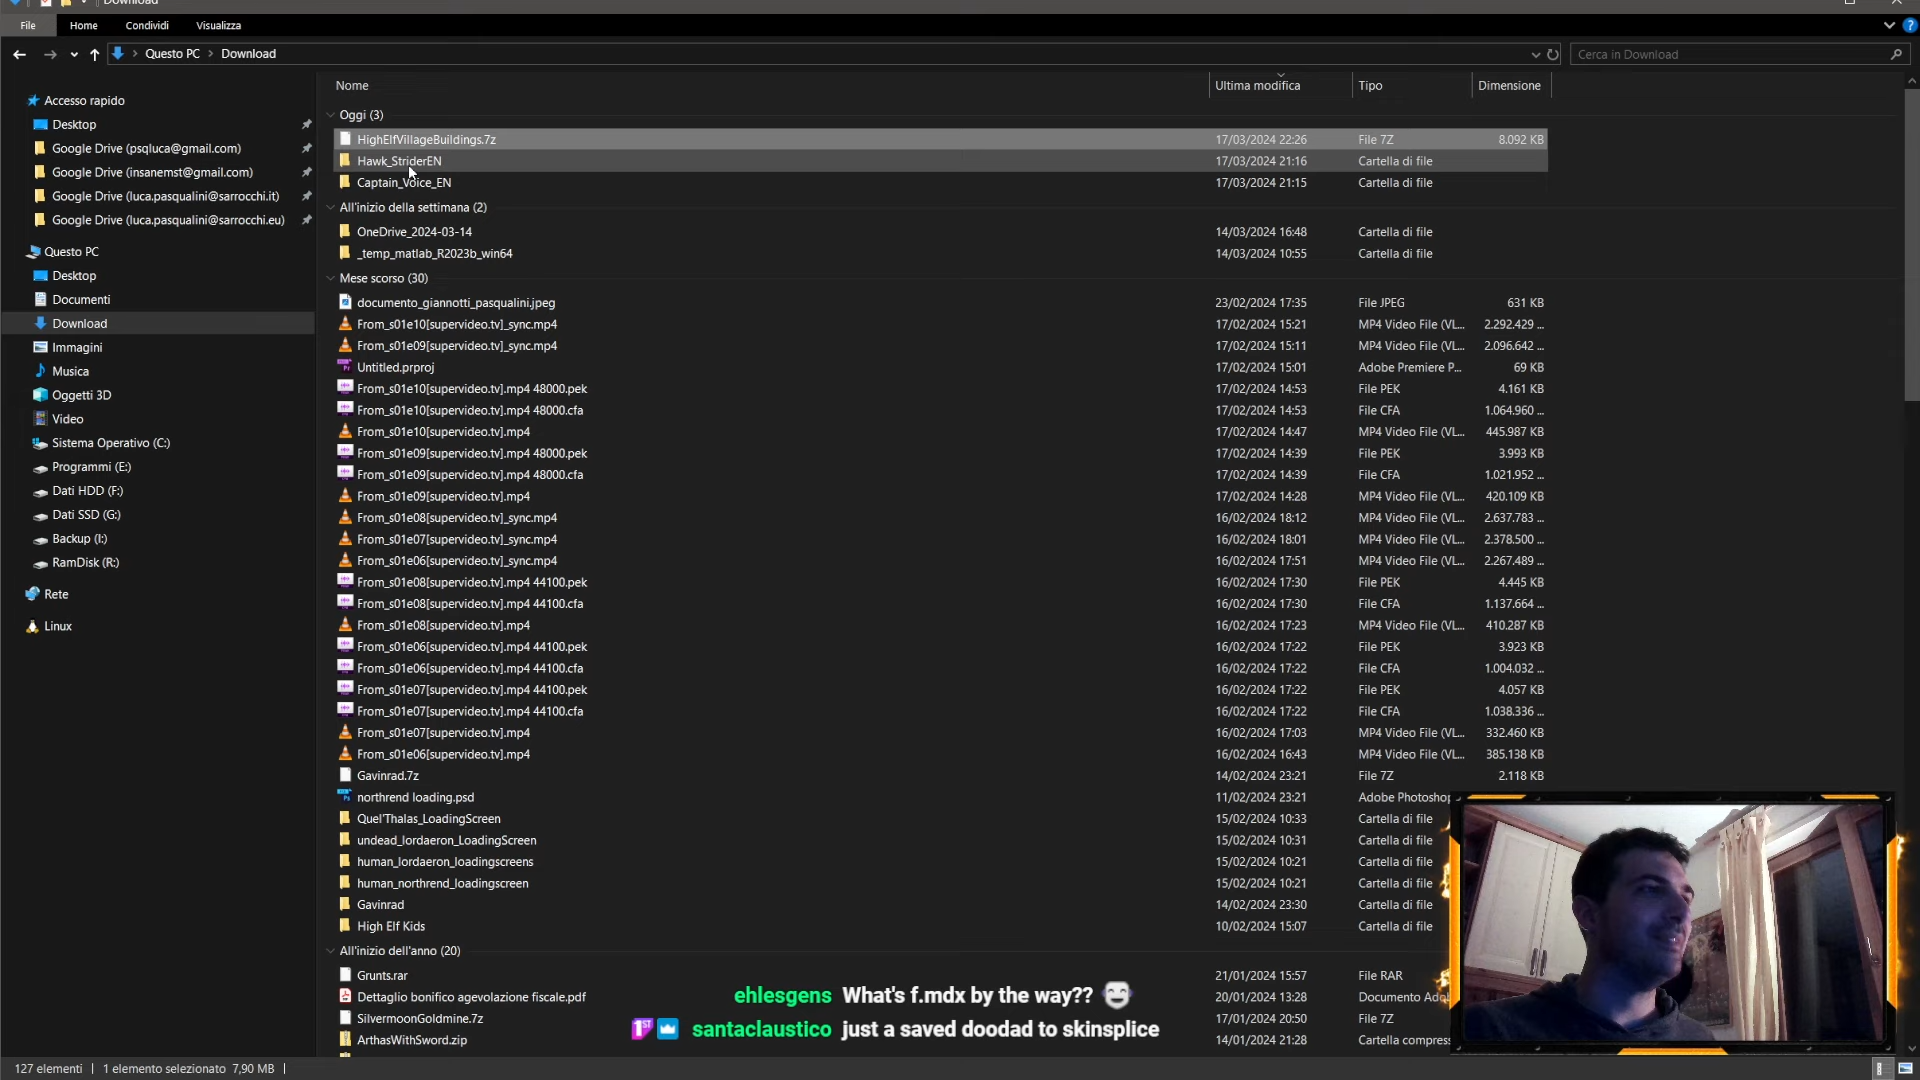 Download
File Home Condividi Visualizza
Questo PC Download Cerca in Download
Nome Ultima modifica Tipo Dimensione
Accesso rapido
Desktop
Google Drive (psqluca@gmail.com)
Google Drive (insanemst@gmail.com)
Google Drive (luca.pasqualini@sarrocchi.it)
Google Drive (luca.pasqualini@sarrocchi.eu)
Questo PC
Desktop
Documenti
Download
Immagini
Musica
Oggetti 3D
Video
Sistema Operativo (C:)
Programmi (E:)
Dati HDD (F:)
Dati SSD (G:)
Backup (I:)
RamDisk (R:)
Rete
Linux
Oggi (3)
HighElfVillageBuildings.7z 17/03/2024 22:26 File 7Z 8.092 KB
Hawk_StriderEN 17/03/2024 21:16 Cartella di file
Captain_Voice_EN 17/03/2024 21:15 Cartella di file
All'inizio della settimana (2)
OneDrive_2024-03-14 14/03/2024 16:48 Cartella di file
_temp_matlab_R2023b_win64 14/03/2024 10:55 Cartella di file
Mese scorso (30)
documento_giannotti_pasqualini.jpeg 23/02/2024 17:35 File JPEG 631 KB
From_s01e10[supervideo.tv]_sync.mp4 17/02/2024 15:21 MP4 Video File (VL... 2.292.429 ...
From_s01e09[supervideo.tv]_sync.mp4 17/02/2024 15:11 MP4 Video File (VL... 2.096.642 ...
Untitled.prproj 17/02/2024 15:01 Adobe Premiere P... 69 KB
From_s01e10[supervideo.tv].mp4 48000.pek 17/02/2024 14:53 File PEK 4.161 KB
From_s01e10[supervideo.tv].mp4 48000.cfa 17/02/2024 14:53 File CFA 1.064.960 ...
From_s01e10[supervideo.tv].mp4 17/02/2024 14:47 MP4 Video File (VL... 445.987 KB
From_s01e09[supervideo.tv].mp4 48000.pek 17/02/2024 14:39 File PEK 3.993 KB
From_s01e09[supervideo.tv].mp4 48000.cfa 17/02/2024 14:39 File CFA 1.021.952 ...
From_s01e09[supervideo.tv].mp4 17/02/2024 14:28 MP4 Video File (VL... 420.109 KB
From_s01e08[supervideo.tv]_sync.mp4 16/02/2024 18:12 MP4 Video File (VL... 2.637.783 ...
From_s01e07[supervideo.tv]_sync.mp4 16/02/2024 18:01 MP4 Video File (VL... 2.378.500 ...
From_s01e06[supervideo.tv]_sync.mp4 16/02/2024 17:51 MP4 Video File (VL... 2.267.489 ...
From_s01e08[supervideo.tv].mp4 44100.pek 16/02/2024 17:30 File PEK 4.445 KB
From_s01e08[supervideo.tv].mp4 44100.cfa 16/02/2024 17:30 File CFA 1.137.664 ...
From_s01e08[supervideo.tv].mp4 16/02/2024 17:23 MP4 Video File (VL... 410.287 KB
From_s01e06[supervideo.tv].mp4 44100.pek 16/02/2024 17:22 File PEK 3.923 KB
From_s01e06[supervideo.tv].mp4 44100.cfa 16/02/2024 17:22 File CFA 1.004.032 ...
From_s01e07[supervideo.tv].mp4 44100.pek 16/02/2024 17:22 File PEK 4.057 KB
From_s01e07[supervideo.tv].mp4 44100.cfa 16/02/2024 17:22 File CFA 1.038.336 ...
From_s01e07[supervideo.tv].mp4 16/02/2024 17:03 MP4 Video File (VL... 332.460 KB
From_s01e06[supervideo.tv].mp4 16/02/2024 16:43 MP4 Video File (VL... 385.138 KB
Gavinrad.7z 14/02/2024 23:21 File 7Z 2.118 KB
northrend loading.psd 11/02/2024 23:21 Adobe Photoshop
Quel'Thalas_LoadingScreen 15/02/2024 10:33 Cartella di file
undead_lordaeron_LoadingScreen 15/02/2024 10:31 Cartella di file
human_lordaeron_loadingscreens 15/02/2024 10:21 Cartella di file
human_northrend_loadingscreen 15/02/2024 10:21 Cartella di file
Gavinrad 14/02/2024 23:30 Cartella di file
High Elf Kids 10/02/2024 15:07 Cartella di file
All'inizio dell'anno (20)
Grunts.rar 21/01/2024 15:57 File RAR
Dettaglio bonifico agevolazione fiscale.pdf 20/01/2024 13:28 Documento Adob
SilvermoonGoldmine.7z 17/01/2024 20:50 File 7Z
ArthasWithSword.zip 14/01/2024 21:28 Cartella compres
ehlesgens What's f.mdx by the way??
1ST santaclaustico just a saved doodad to skinsplice
127 elementi 1 elemento selezionato 7,90 MB